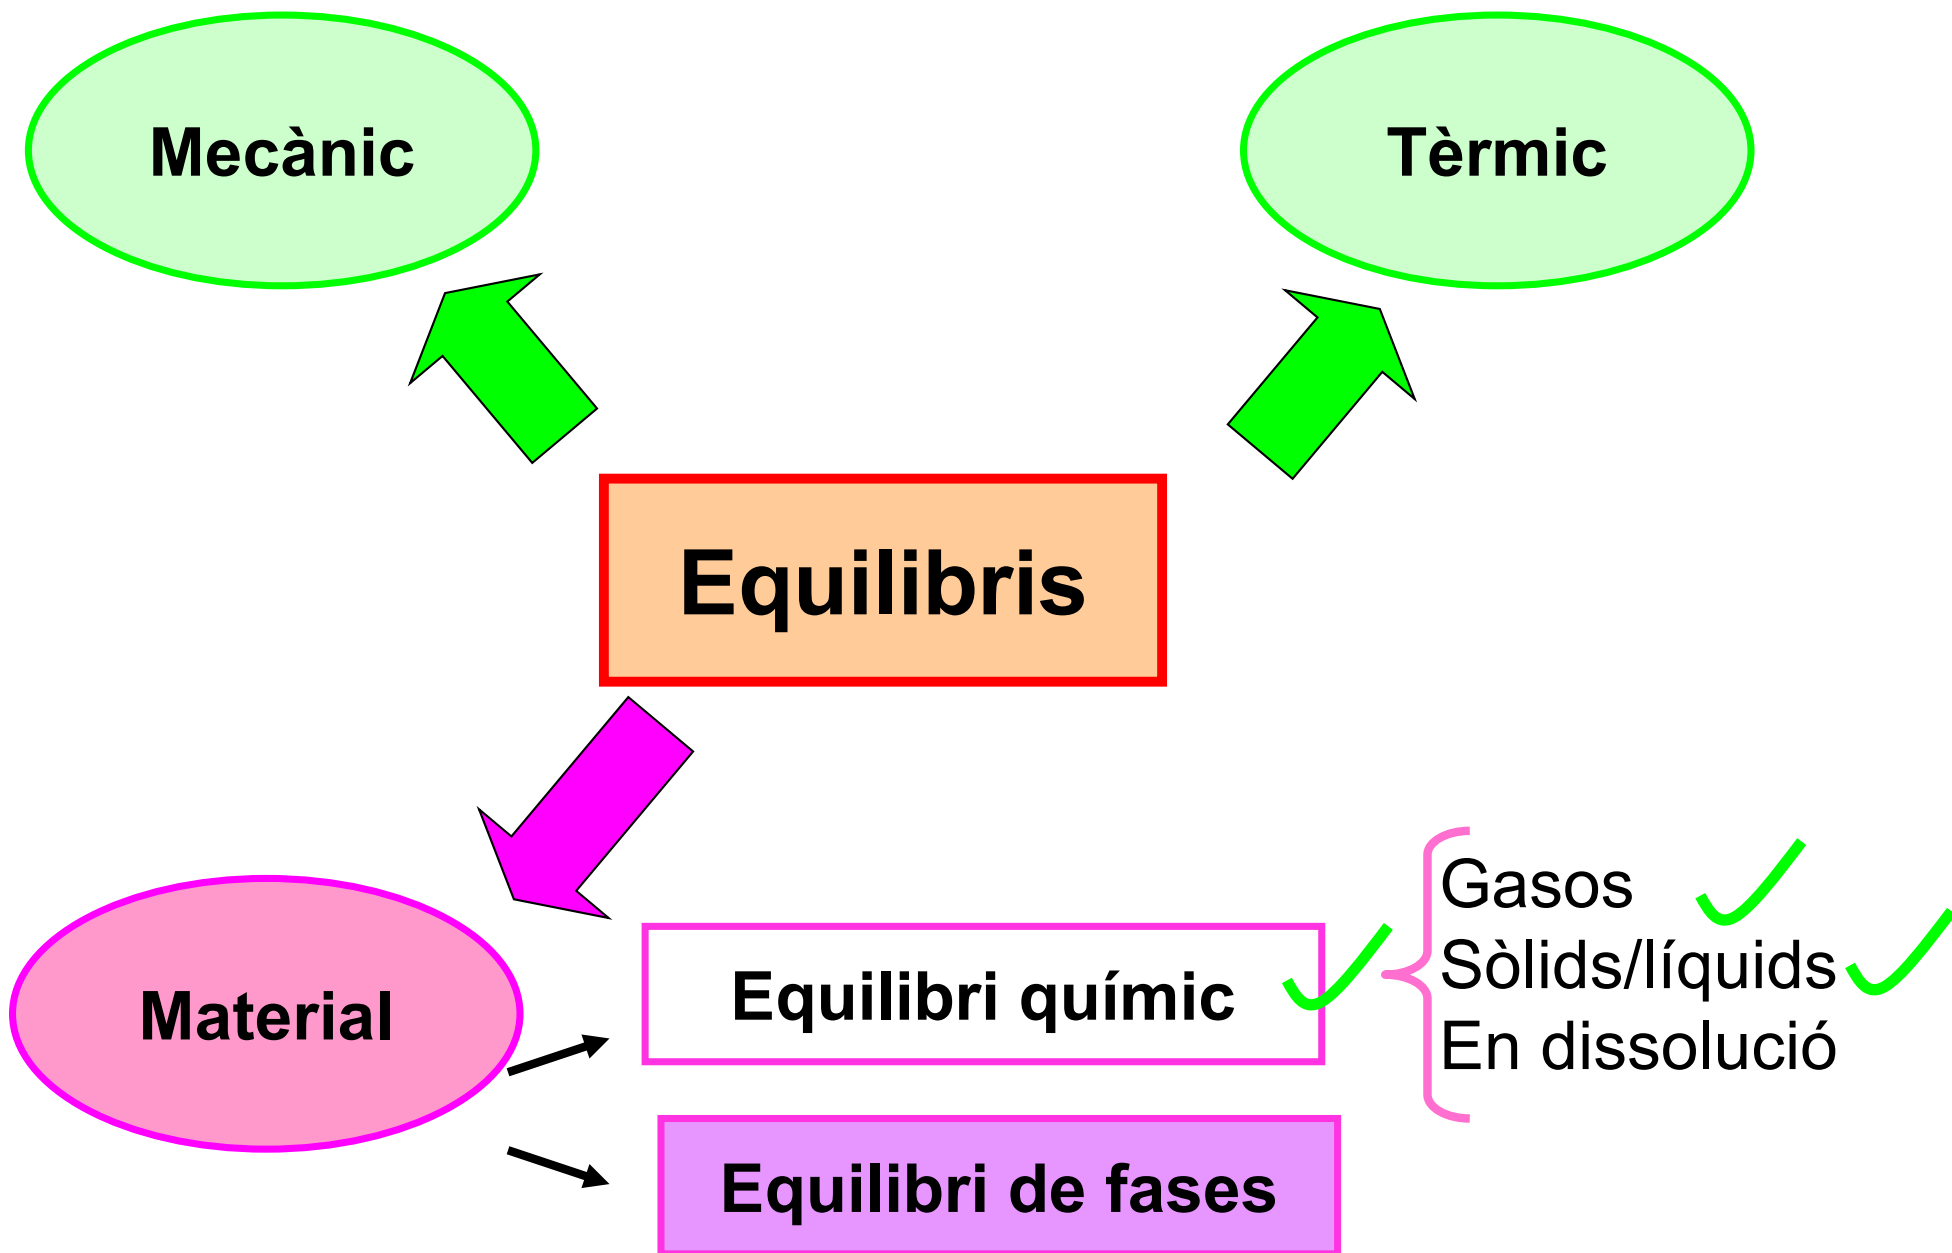 Mecànic
Tèrmic
Equilibris
Material
Equilibri químic
Gasos
Sòlids/líquids
En dissolució
Equilibri de fases